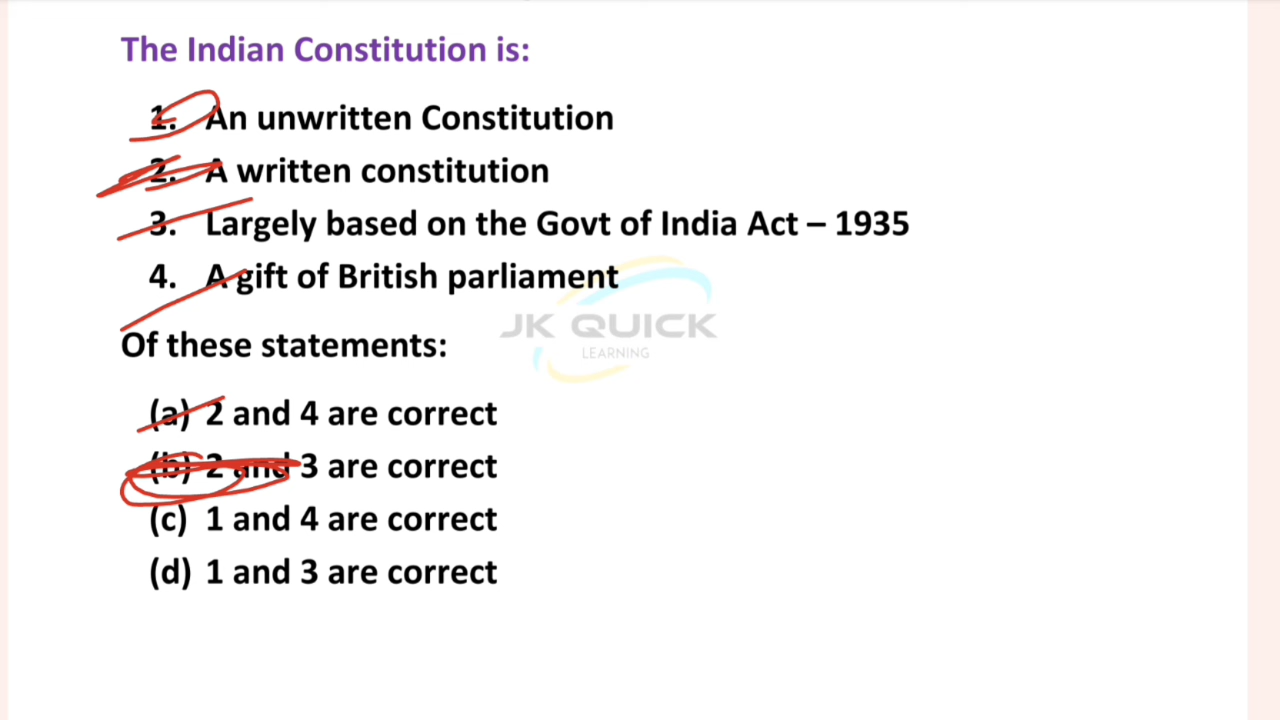 The Indian Constitution is:
1. An unwritten Constitution
2. A written constitution
3. Largely based on the Govt of India Act – 1935
4. A gift of British parliament
JK QUICK
LEARNING
Of these statements:
(a) 2 and 4 are correct
(b) 2 and 3 are correct
(c) 1 and 4 are correct
(d) 1 and 3 are correct